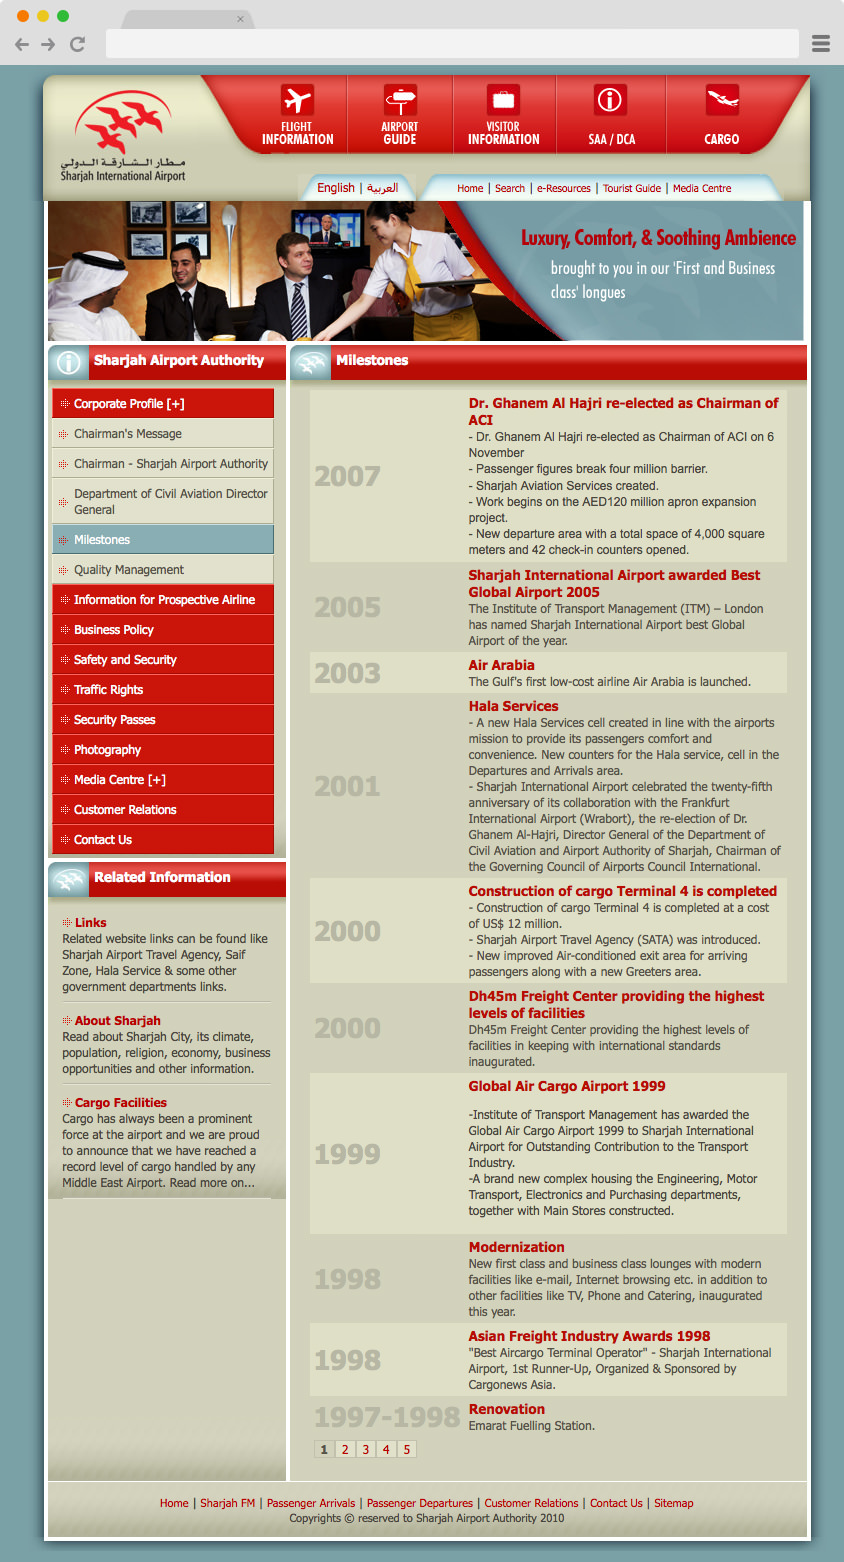 مطار الشارقة الدولي
Sharjah International Airport
FLIGHT
INFORMATION
AIRPORT
GUIDE
VISITOR
INFORMATION
SAA / DCA
CARGO
English | العربية
Home | Search | e-Resources | Tourist Guide | Media Centre
Luxury, Comfort, & Soothing Ambience
brought to you in our 'First and Business
class' longues
Sharjah Airport Authority
Corporate Profile [+]
Chairman's Message
Chairman - Sharjah Airport Authority
Department of Civil Aviation Director
General
Milestones
Quality Management
Information for Prospective Airline
Business Policy
Safety and Security
Traffic Rights
Security Passes
Photography
Media Centre [+]
Customer Relations
Contact Us
Related Information
Links
Related website links can be found like
Sharjah Airport Travel Agency, Saif
Zone, Hala Service & some other
government departments links.
About Sharjah
Read about Sharjah City, its climate,
population, religion, economy, business
opportunities and other information.
Cargo Facilities
Cargo has always been a prominent
force at the airport and we are proud
to announce that we have reached a
record level of cargo handled by any
Middle East Airport. Read more on...
Milestones
2007
Dr. Ghanem Al Hajri re-elected as Chairman of
ACI
- Dr. Ghanem Al Hajri re-elected as Chairman of ACI on 6
November
- Passenger figures break four million barrier.
- Sharjah Aviation Services created.
- Work begins on the AED120 million apron expansion
project.
- New departure area with a total space of 4,000 square
meters and 42 check-in counters opened.
2005
Sharjah International Airport awarded Best
Global Airport 2005
The Institute of Transport Management (ITM) – London
has named Sharjah International Airport best Global
Airport of the year.
2003
Air Arabia
The Gulf's first low-cost airline Air Arabia is launched.
2001
Hala Services
- A new Hala Services cell created in line with the airports
mission to provide its passengers comfort and
convenience. New counters for the Hala service, cell in the
Departures and Arrivals area.
- Sharjah International Airport celebrated the twenty-fifth
anniversary of its collaboration with the Frankfurt
International Airport (Wrabort), the re-election of Dr.
Ghanem Al-Hajri, Director General of the Department of
Civil Aviation and Airport Authority of Sharjah, Chairman of
the Governing Council of Airports Council International.
2000
Construction of cargo Terminal 4 is completed
- Construction of cargo Terminal 4 is completed at a cost
of US$ 12 million.
- Sharjah Airport Travel Agency (SATA) was introduced.
- New improved Air-conditioned exit area for arriving
passengers along with a new Greeters area.
2000
Dh45m Freight Center providing the highest
levels of facilities
Dh45m Freight Center providing the highest levels of
facilities in keeping with international standards
inaugurated.
1999
Global Air Cargo Airport 1999
-Institute of Transport Management has awarded the
Global Air Cargo Airport 1999 to Sharjah International
Airport for Outstanding Contribution to the Transport
Industry.
-A brand new complex housing the Engineering, Motor
Transport, Electronics and Purchasing departments,
together with Main Stores constructed.
1998
Modernization
New first class and business class lounges with modern
facilities like e-mail, Internet browsing etc. in addition to
other facilities like TV, Phone and Catering, inaugurated
this year.
1998
Asian Freight Industry Awards 1998
"Best Aircargo Terminal Operator" - Sharjah International
Airport, 1st Runner-Up, Organized & Sponsored by
Cargonews Asia.
1997-1998
Renovation
Emarat Fuelling Station.
1 2 3 4 5
Home | Sharjah FM | Passenger Arrivals | Passenger Departures | Customer Relations | Contact Us | Sitemap
Copyrights © reserved to Sharjah Airport Authority 2010